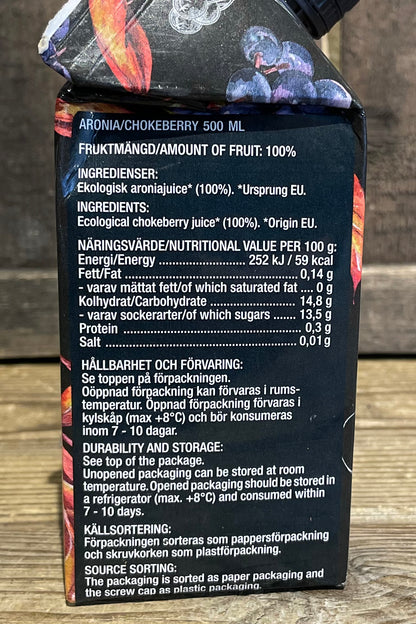 ARONIA/CHOKEBERRY 500 ML
FRUKTMÄNGD/AMOUNT OF FRUIT: 100%
INGREDIENSER:
Ekologisk aroniajuice* (100%). *Ursprung EU.
INGREDIENTS:
Ecological chokeberry juice* (100%). *Origin EU.
NÄRINGSVÄRDE/NUTRITIONAL VALUE PER 100 g:
Energi/Energy .......................... 252 kJ / 59 kcal
Fett/Fat .................................................... 0,14 g
- varav mättat fett/of which saturated fat .... 0 g
Kolhydrat/Carbohydrate ......................... 14,8 g
- varav sockerarter/of which sugars ....... 13,5 g
Protein ..................................................... 0,3 g
Salt .......................................................... 0,01 g
HÅLLBARHET OCH FÖRVARING:
Se toppen på förpackningen.
Oöppnad förpackning kan förvaras i rums-
temperatur. Öppnad förpackning förvaras i
kylskåp (max +8°C) och bör konsumeras
inom 7 - 10 dagar.
DURABILITY AND STORAGE:
See top of the package.
Unopened packaging can be stored at room
temperature. Opened packaging should be stored in
a refrigerator (max. +8°C) and consumed within
7 - 10 days.
KÄLLSORTERING:
Förpackningen sorteras som pappersförpackning
och skruvkorken som plastförpackning.
SOURCE SORTING:
The packaging is sorted as paper packaging and
the screw cap as plastic packaging.